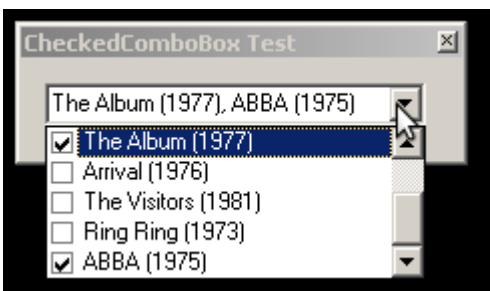 CheckedComboBox Test
The Album (1977), ABBA (1975)
The Album (1977)
Arrival (1976)
The Visitors (1981)
Ring Ring (1973)
ABBA (1975)